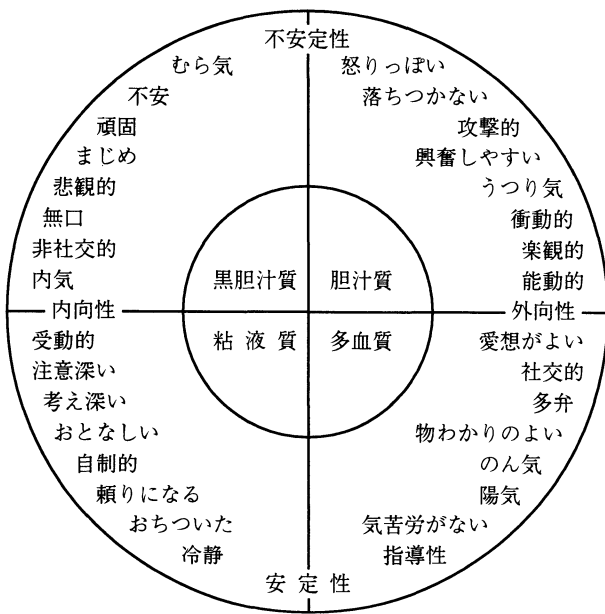 不安定性
むら気
怒りっぽい
不安
落ちつかない
頑固
攻撃的
まじめ
興奮しやすい
悲観的
うつり気
無口
衝動的
非社交的
楽観的
内気
黒胆汁質
胆汁質
能動的
内向性
外向性
受動的
粘液質
多血質
愛想がよい
注意深い
社交的
考え深い
多弁
おとなしい
物わかりのよい
自制的
のん気
頼りになる
陽気
おちついた
気苦労がない
冷静
指導性
安定性